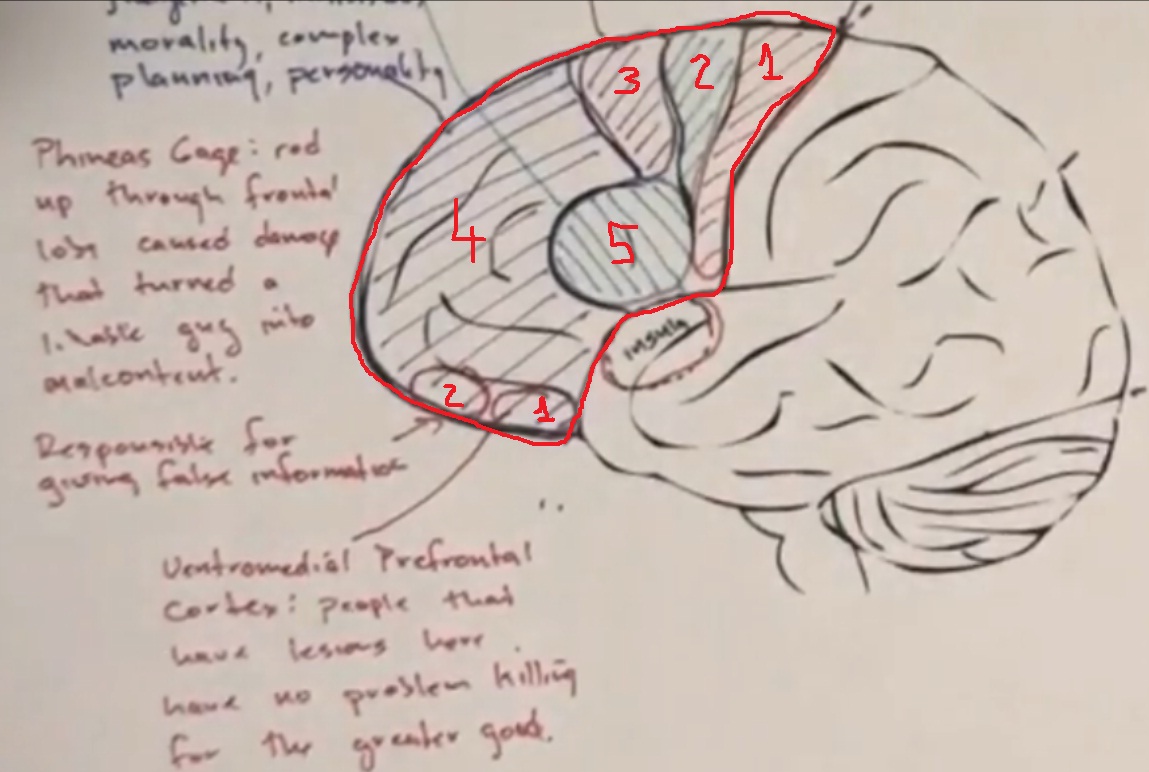 morality, complex
planning, personality
3 2 1
4 5
Phineas Gage: rod
up through frontal
lobe caused damage
that turned a
likable guy into
malcontent.
insula
2 1
Responsible for
giving false information
Ventromedial Prefrontal
Cortex: people that
have lesions here
have no problem killing
for the greater good.